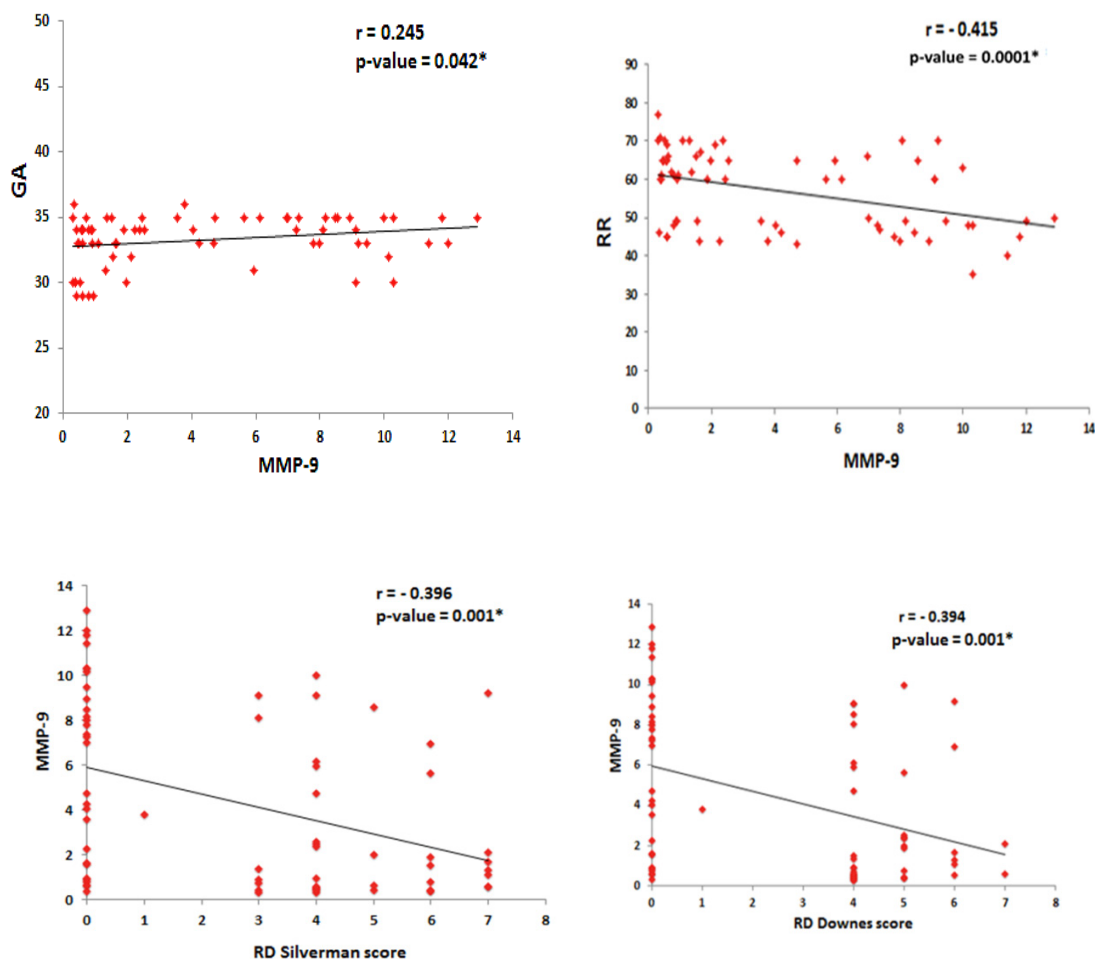 r = 0.245
p-value = 0.042*
50
45
40
35
30
25
20
GA
0 2 4 6 8 10 12 14
MMP-9
r = - 0.415
p-value = 0.0001*
90
80
70
60
50
40
30
20
10
0
RR
0 2 4 6 8 10 12 14
MMP-9
r = - 0.396
p-value = 0.001*
14
12
10
8
6
4
2
0
MMP-9
0 1 2 3 4 5 6 7 8
RD Silverman score
r = - 0.394
p-value = 0.001*
14
12
10
8
6
4
2
0
MMP-9
0 1 2 3 4 5 6 7 8
RD Downes score